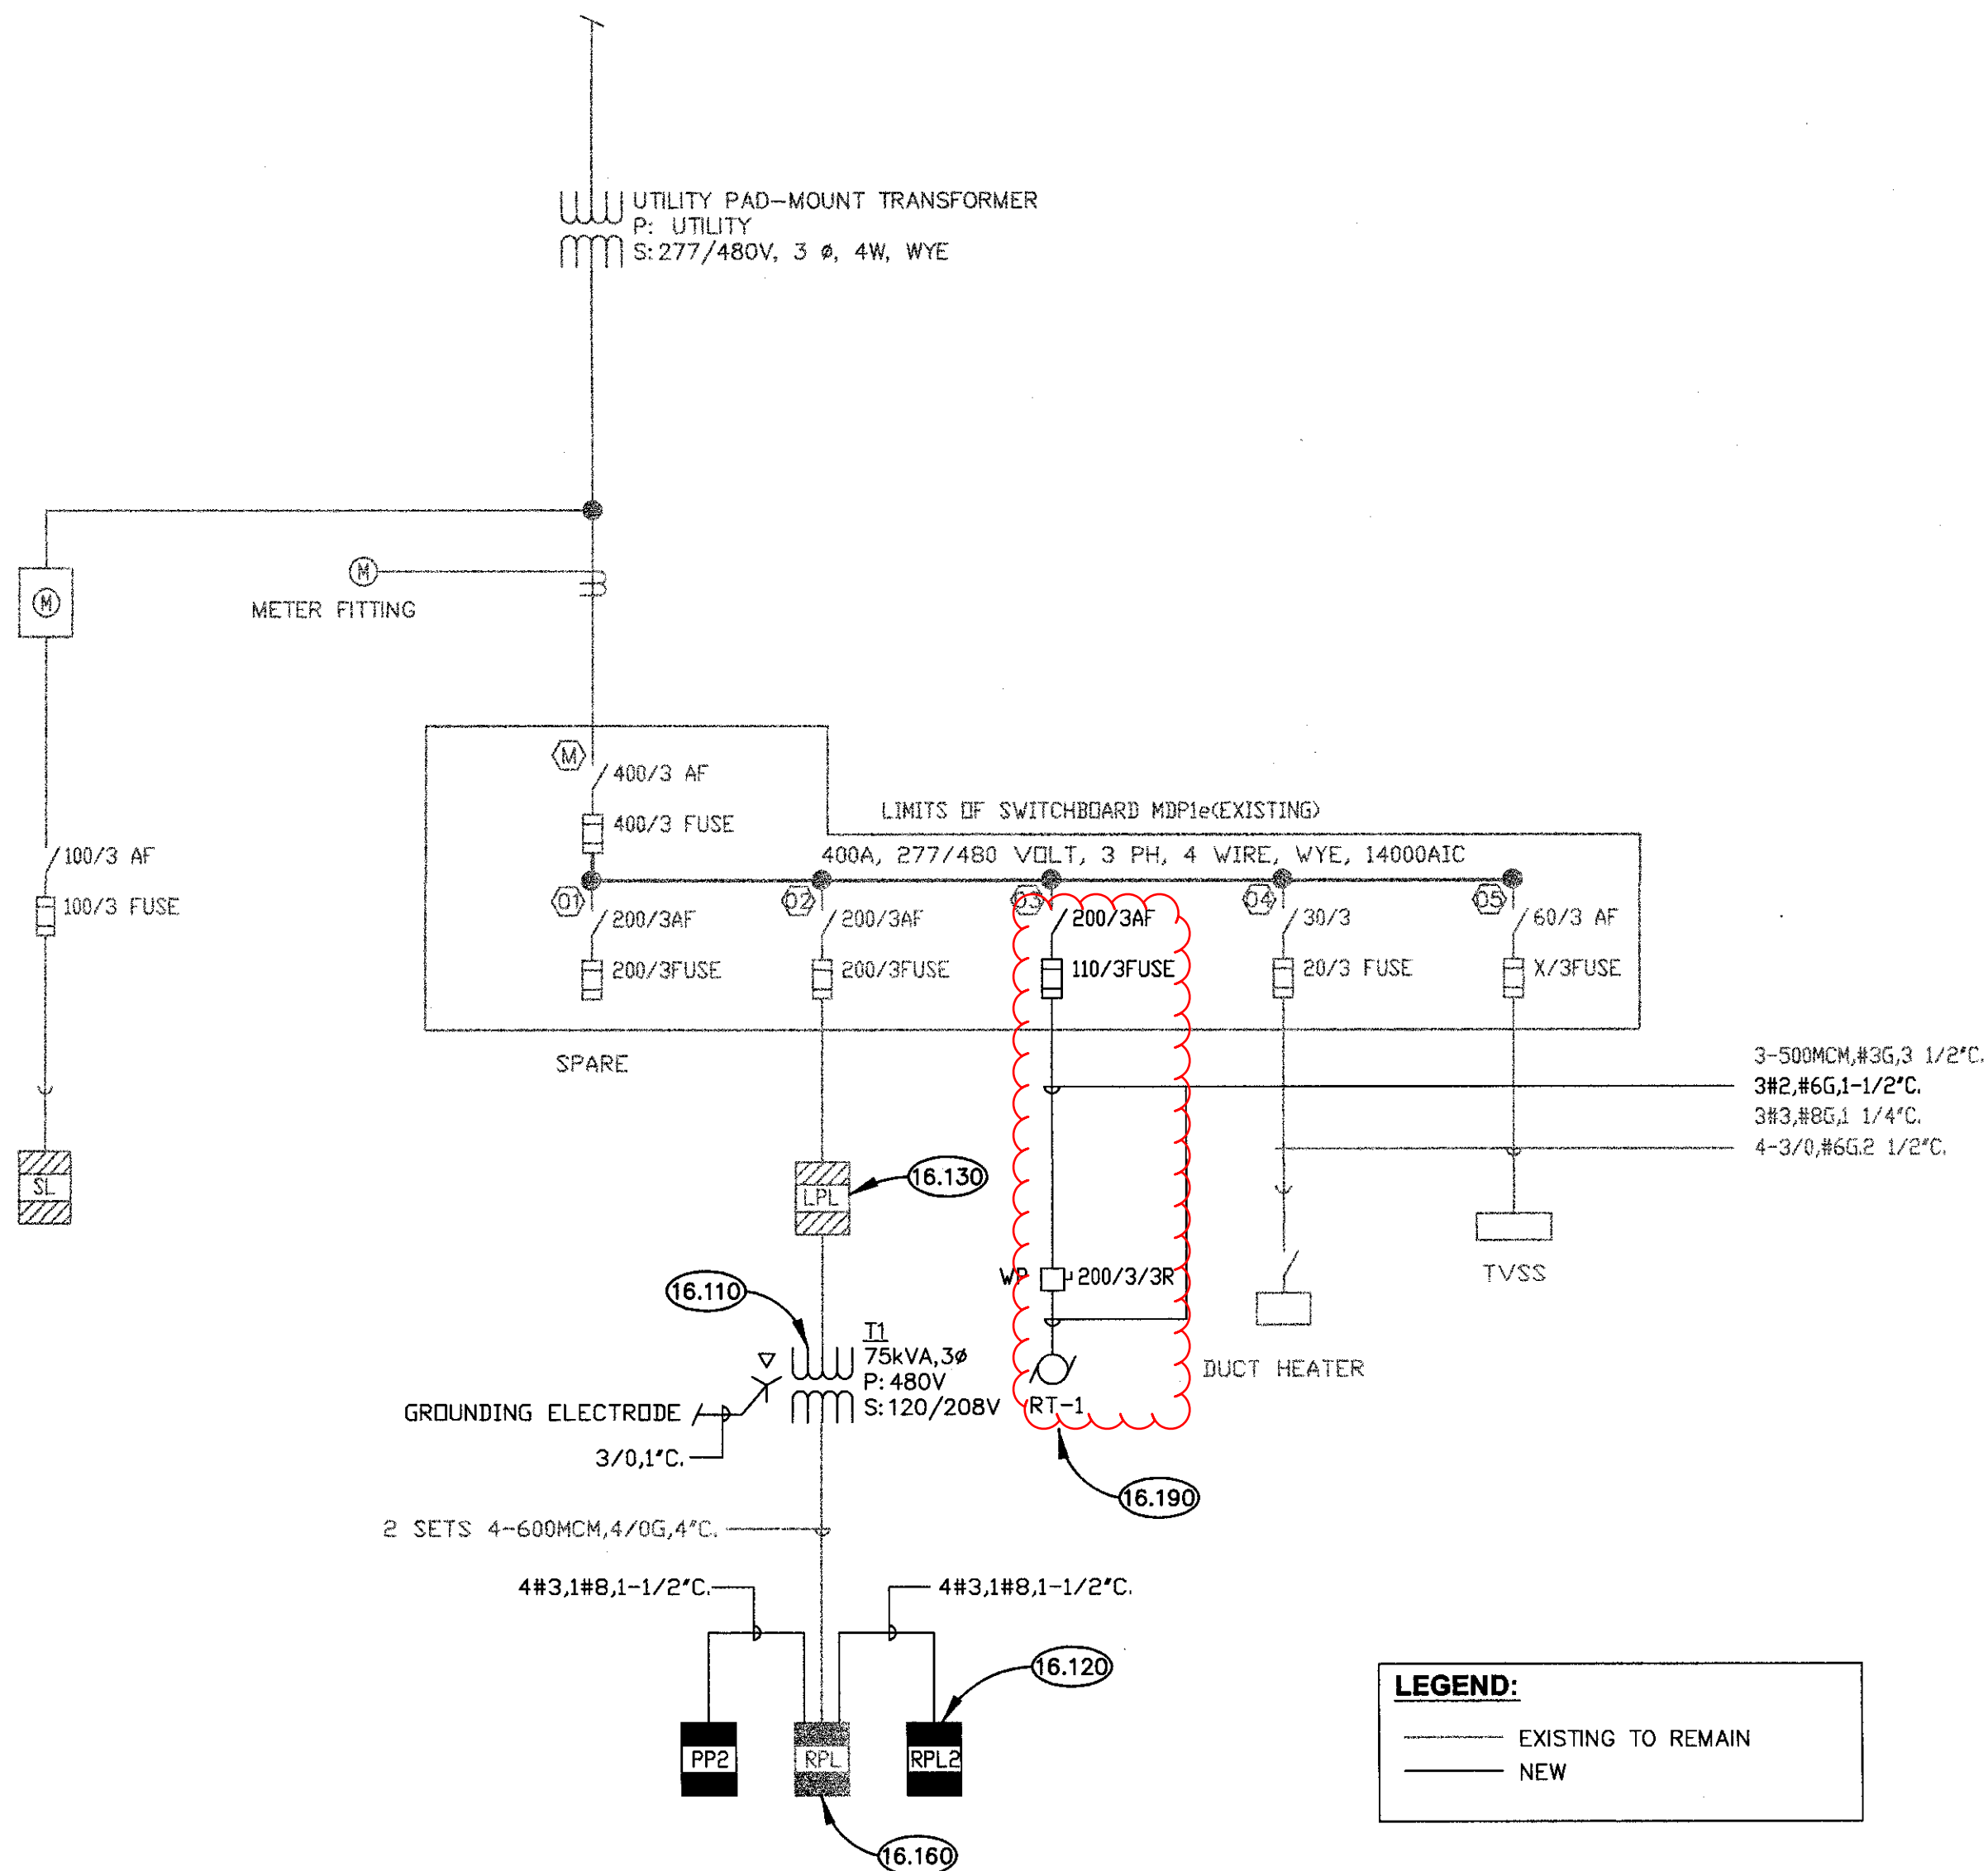 UTILITY PAD-MOUNT TRANSFORMER
P: UTILITY
S: 277/480V, 3 ø, 4W, WYE
M
METER FITTING
M
M
400/3 AF
400/3 FUSE
LIMITS OF SWITCHBOARD MDP1e(EXISTING)
400A, 277/480 VOLT, 3 PH, 4 WIRE, WYE, 14000AIC
100/3 AF
100/3 FUSE
01
200/3AF
200/3FUSE
02
200/3AF
200/3FUSE
03
200/3AF
110/3FUSE
04
30/3
20/3 FUSE
05
60/3 AF
X/3FUSE
SPARE
3-500MCM,#3G,3 1/2"C.
3#2,#6G,1-1/2"C.
3#3,#8G,1 1/4"C.
4-3/0,#6G,2 1/2"C.
SL
LPL
16.130
WP
200/3/3R
TVSS
16.110
T1
75kVA,3ø
P: 480V
S: 120/208V
RT-1
DUCT HEATER
GROUNDING ELECTRODE
3/0,1"C.
16.190
2 SETS 4-600MCM,4/0G,4"C.
4#3,1#8,1-1/2"C.
4#3,1#8,1-1/2"C.
16.120
PP2
RPL
RPL2
16.160
LEGEND:
EXISTING TO REMAIN
NEW